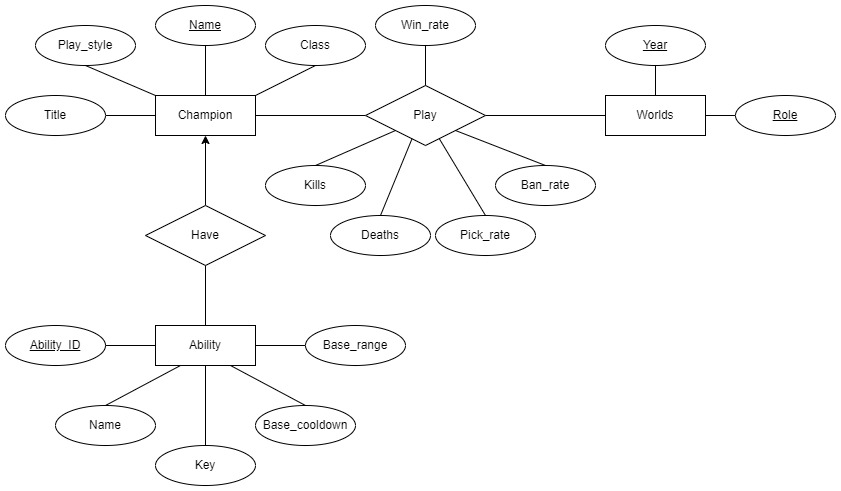 Name
Win_rate
Play_style
Class
Year
Title
Champion
Play
Worlds
Role
Kills
Ban_rate
Have
Deaths
Pick_rate
Ability_ID
Ability
Base_range
Name
Base_cooldown
Key